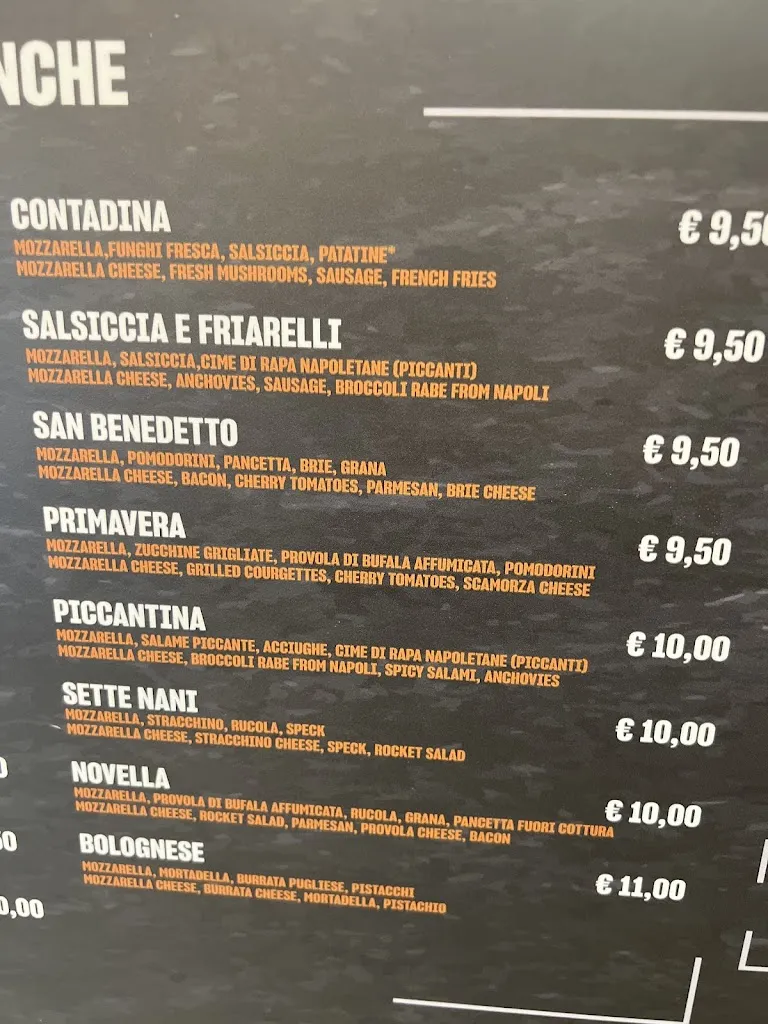 NCHE
CONTADINA € 9,50
MOZZARELLA,FUNGHI FRESCA, SALSICCIA, PATATINE*
MOZZARELLA CHEESE, FRESH MUSHROOMS, SAUSAGE, FRENCH FRIES
SALSICCIA E FRIARELLI € 9,50
MOZZARELLA, SALSICCIA,CIME DI RAPA NAPOLETANE (PICCANTI)
MOZZARELLA CHEESE, ANCHOVIES, SAUSAGE, BROCCOLI RABE FROM NAPOLI
SAN BENEDETTO € 9,50
MOZZARELLA, POMODORINI, PANCETTA, BRIE, GRANA
MOZZARELLA CHEESE, BACON, CHERRY TOMATOES, PARMESAN, BRIE CHEESE
PRIMAVERA € 9,50
MOZZARELLA, ZUCCHINE GRIGLIATE, PROVOLA DI BUFALA AFFUMICATA, POMODORINI
MOZZARELLA CHEESE, GRILLED COURGETTES, CHERRY TOMATOES, SCAMORZA CHEESE
PICCANTINA € 10,00
MOZZARELLA, SALAME PICCANTE, ACCIUGHE, CIME DI RAPA NAPOLETANE (PICCANTI)
MOZZARELLA CHEESE, BROCCOLI RABE FROM NAPOLI, SPICY SALAMI, ANCHOVIES
SETTE NANI € 10,00
MOZZARELLA, STRACCHINO, RUCOLA, SPECK
MOZZARELLA CHEESE, STRACCHINO CHEESE, SPECK, ROCKET SALAD
NOVELLA € 10,00
MOZZARELLA, PROVOLA DI BUFALA AFFUMICATA, RUCOLA, GRANA, PANCETTA FUORI COTTURA
MOZZARELLA CHEESE, ROCKET SALAD, PARMESAN, PROVOLA CHEESE, BACON
BOLOGNESE € 11,00
MOZZARELLA, MORTADELLA, BURRATA PUGLIESE, PISTACCHI
MOZZARELLA CHEESE, BURRATA CHEESE, MORTADELLA, PISTACHIO
0
50
0,00